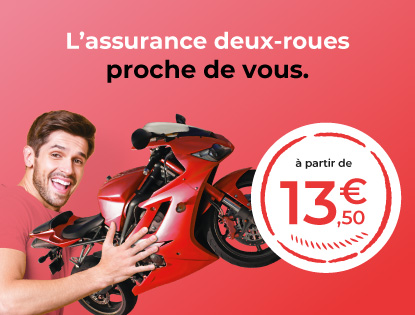 L'assurance deux-roues
proche de vous.
à partir de
13€,50